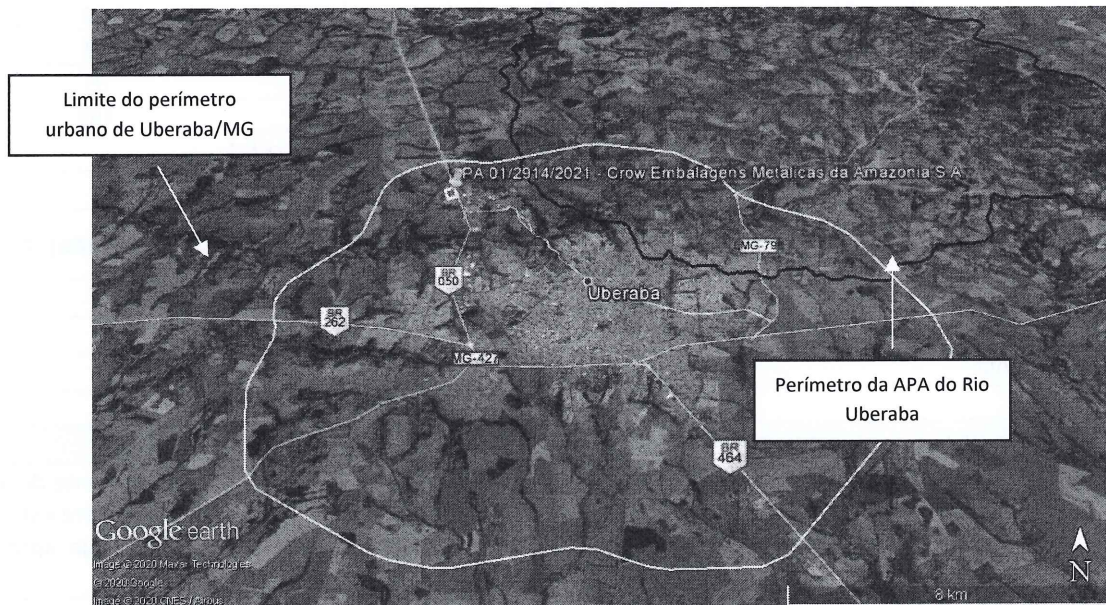 Limite do perímetro
urbano de Uberaba/MG
PA 01/2914/2021 - Crow Embalagens Metálicas da Amazonia S.A.
MG-79
BR
050
Uberaba
BR
262
MG-427
Perímetro da APA do Rio
Uberaba
BR
464
Google earth
Image © 2020 Maxar Technologies
© 2020 Google
Image © 2020 CNES / Airbus
N
8 km